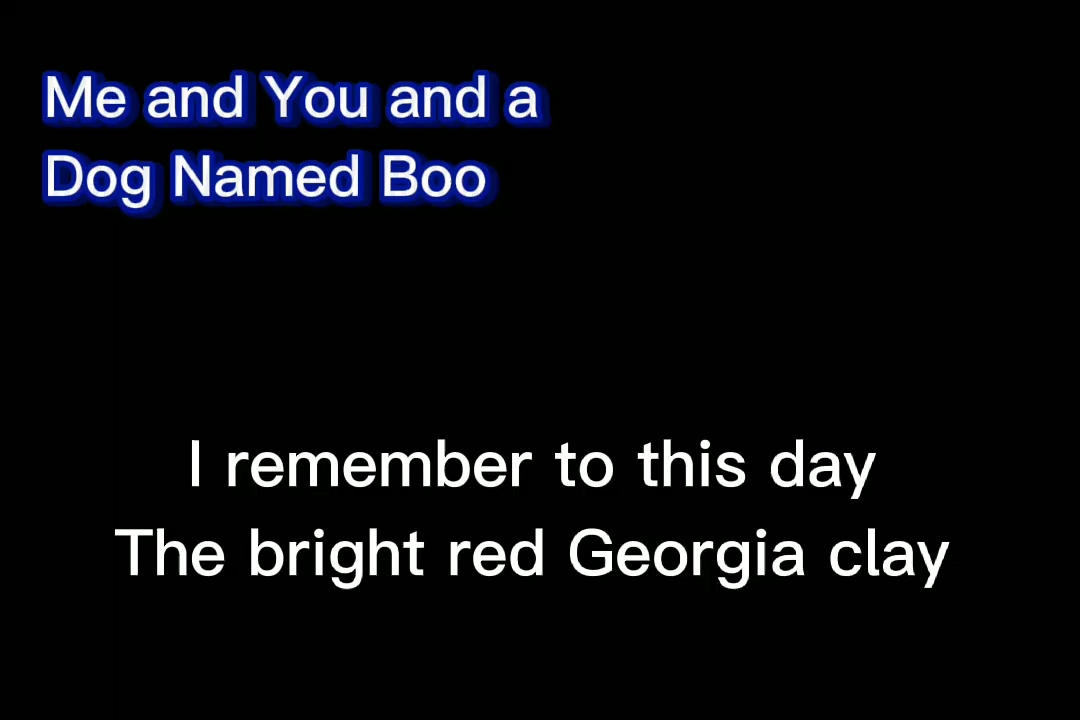 Me and You and a
Dog Named Boo
I remember to this day
The bright red Georgia clay